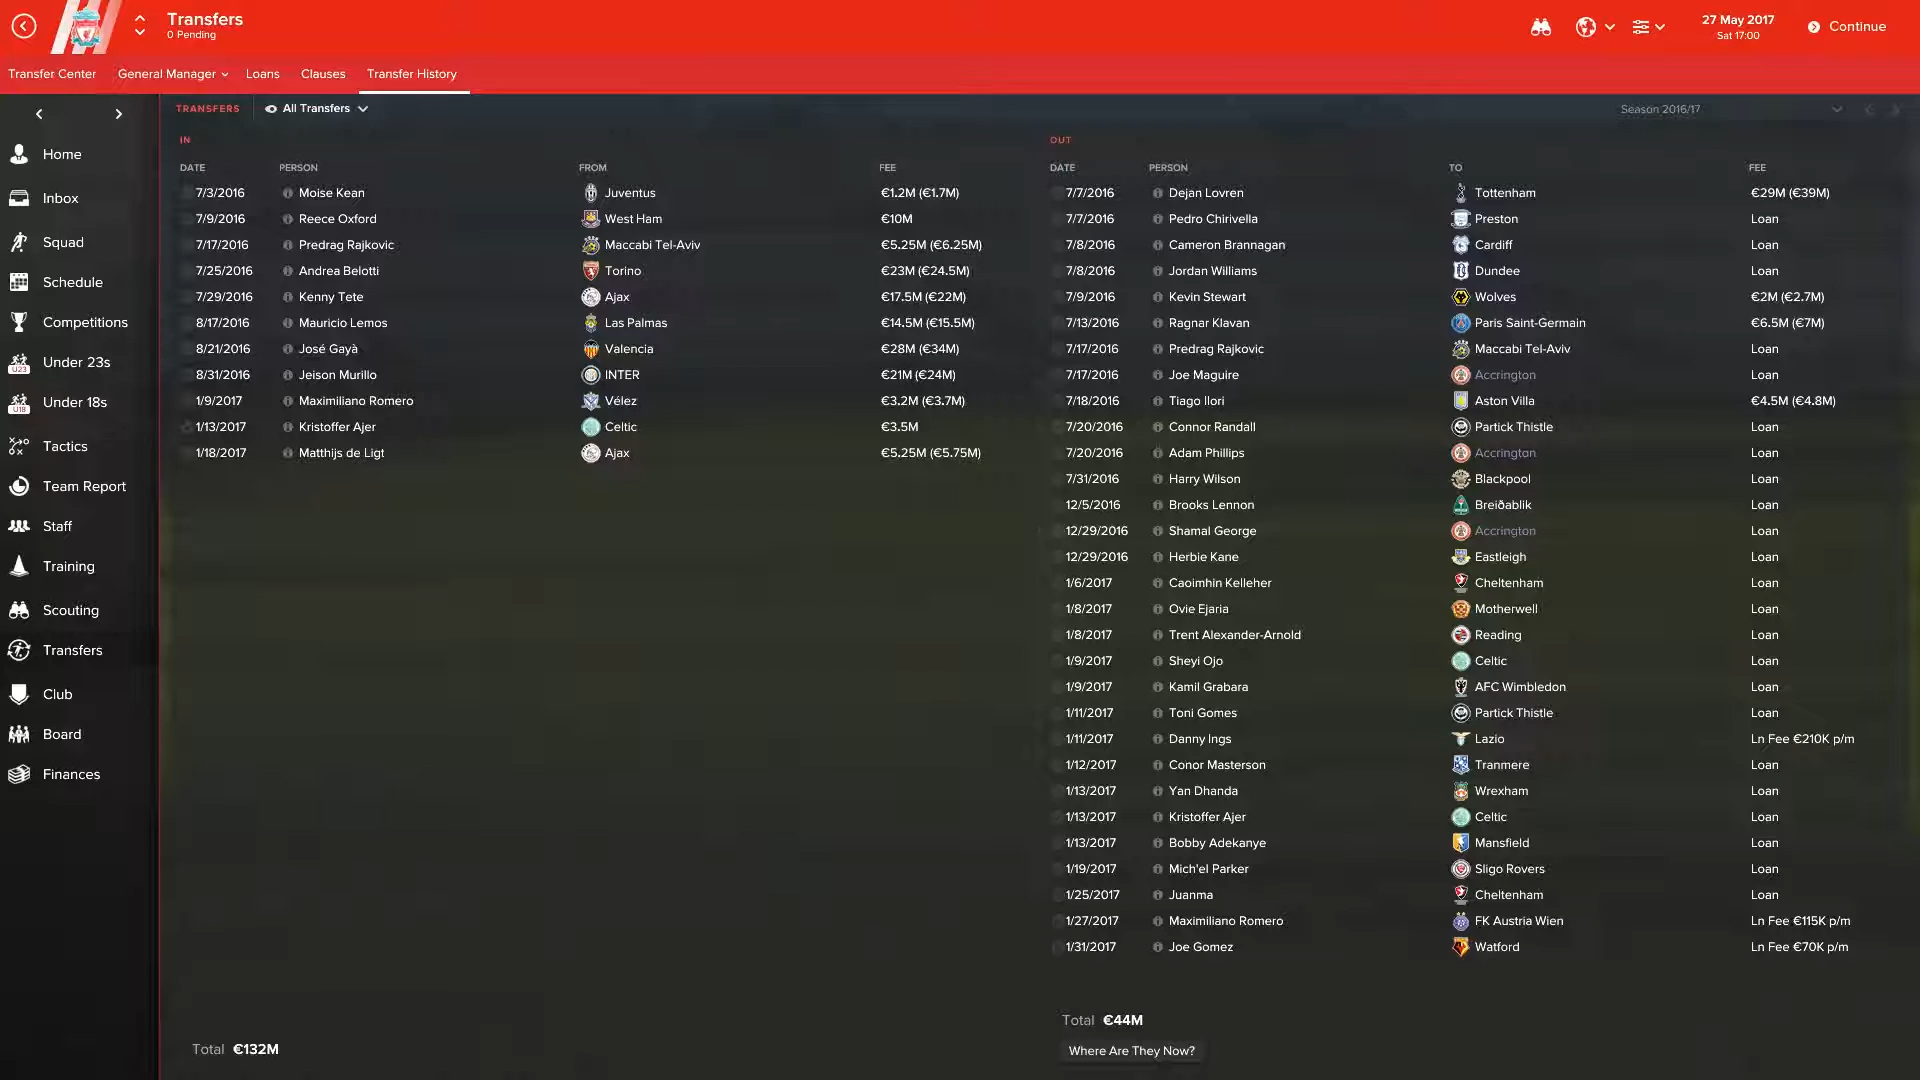 Transfers
0 Pending
27 May 2017
Sat 17:00
Continue
Transfer Center General Manager Loans Clauses Transfer History
TRANSFERS All Transfers Season 2016/17
Home
Inbox
Squad
Schedule
Competitions
U23 Under 23s
U18 Under 18s
Tactics
Team Report
Staff
Training
Scouting
Transfers
Club
Board
Finances
IN
DATE PERSON FROM FEE
7/3/2016 Moise Kean Juventus €1.2M (€1.7M)
7/9/2016 Reece Oxford West Ham €10M
7/17/2016 Predrag Rajkovic Maccabi Tel-Aviv €5.25M (€6.25M)
7/25/2016 Andrea Belotti Torino €23M (€24.5M)
7/29/2016 Kenny Tete Ajax €17.5M (€22M)
8/17/2016 Mauricio Lemos Las Palmas €14.5M (€15.5M)
8/21/2016 José Gayà Valencia €28M (€34M)
8/31/2016 Jeison Murillo INTER €21M (€24M)
1/9/2017 Maximiliano Romero Vélez €3.2M (€3.7M)
1/13/2017 Kristoffer Ajer Celtic €3.5M
1/18/2017 Matthijs de Ligt Ajax €5.25M (€5.75M)
Total €132M
OUT
DATE PERSON TO FEE
7/7/2016 Dejan Lovren Tottenham €29M (€39M)
7/7/2016 Pedro Chirivella Preston Loan
7/8/2016 Cameron Brannagan Cardiff Loan
7/8/2016 Jordan Williams Dundee Loan
7/9/2016 Kevin Stewart Wolves €2M (€2.7M)
7/13/2016 Ragnar Klavan Paris Saint-Germain €6.5M (€7M)
7/17/2016 Predrag Rajkovic Maccabi Tel-Aviv Loan
7/17/2016 Joe Maguire Accrington Loan
7/18/2016 Tiago Ilori Aston Villa €4.5M (€4.8M)
7/20/2016 Connor Randall Partick Thistle Loan
7/20/2016 Adam Phillips Accrington Loan
7/31/2016 Harry Wilson Blackpool Loan
12/5/2016 Brooks Lennon Breiðablik Loan
12/29/2016 Shamal George Accrington Loan
12/29/2016 Herbie Kane Eastleigh Loan
1/6/2017 Caoimhin Kelleher Cheltenham Loan
1/8/2017 Ovie Ejaria Motherwell Loan
1/8/2017 Trent Alexander-Arnold Reading Loan
1/9/2017 Sheyi Ojo Celtic Loan
1/9/2017 Kamil Grabara AFC Wimbledon Loan
1/11/2017 Toni Gomes Partick Thistle Loan
1/11/2017 Danny Ings Lazio Ln Fee €210K p/m
1/12/2017 Conor Masterson Tranmere Loan
1/13/2017 Yan Dhanda Wrexham Loan
1/13/2017 Kristoffer Ajer Celtic Loan
1/13/2017 Bobby Adekanye Mansfield Loan
1/19/2017 Mich'el Parker Sligo Rovers Loan
1/25/2017 Juanma Cheltenham Loan
1/27/2017 Maximiliano Romero FK Austria Wien Ln Fee €115K p/m
1/31/2017 Joe Gomez Watford Ln Fee €70K p/m
Total €44M
Where Are They Now?